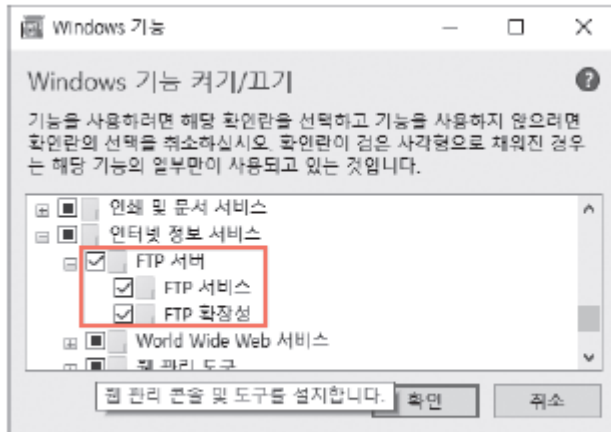 Windows 기능
Windows 기능 켜기/끄기
기능을 사용하려면 해당 확인란을 선택하고 기능을 사용하지 않으려면
확인란의 선택을 취소하십시오. 확인란이 검은 사각형으로 채워진 경우
는 해당 기능의 일부만이 사용되고 있는 것입니다.
인쇄 및 문서 서비스
인터넷 정보 서비스
FTP 서버
FTP 서비스
FTP 확장성
World Wide Web 서비스
웹 관리 도구
웹 관리 콘솔 및 도구를 설치합니다.
확인
취소